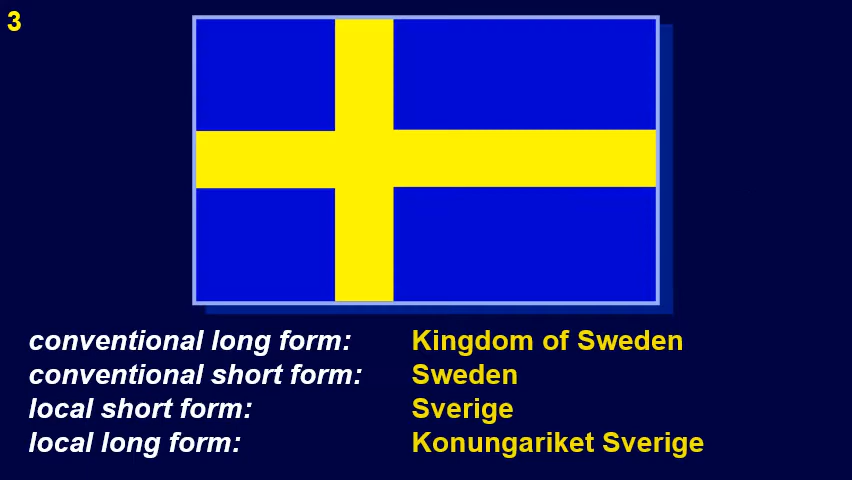 3
conventional long form: Kingdom of Sweden
conventional short form: Sweden
local short form: Sverige
local long form: Konungariket Sverige